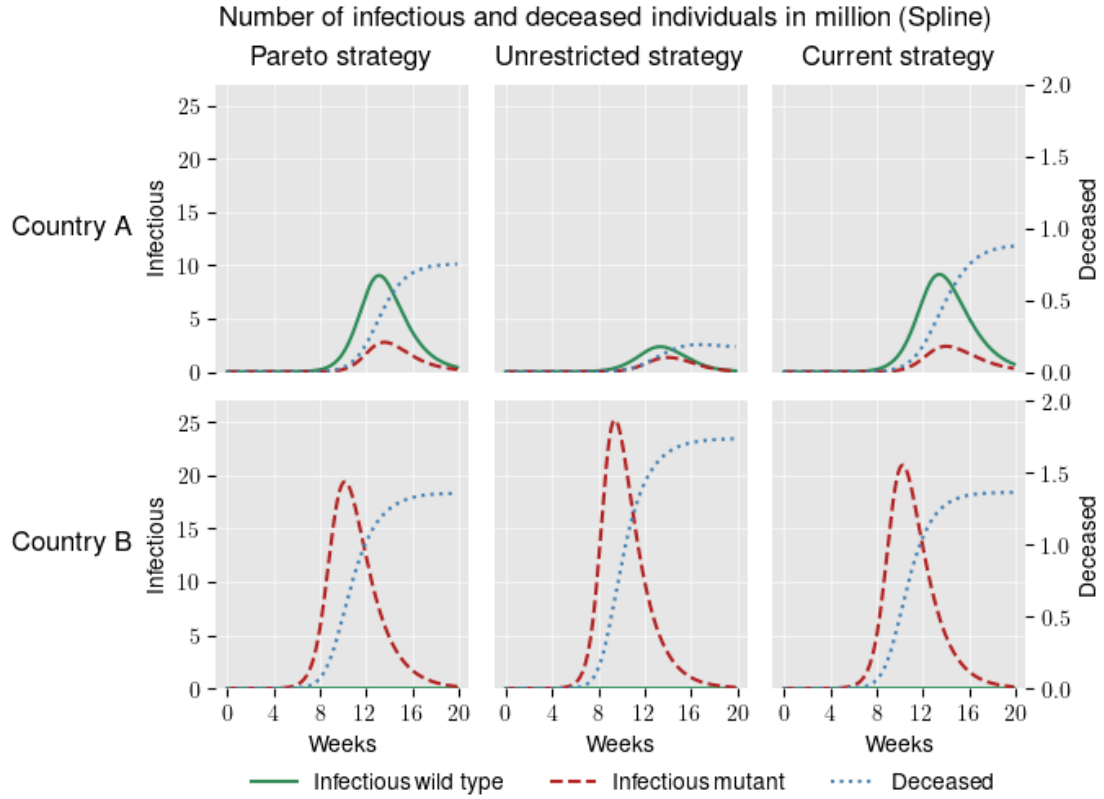 Number of infectious and deceased individuals in million (Spline)
Pareto strategy
Unrestricted strategy
Current strategy
Country A
Infectious
25
20
15
10
5
0
2.0
1.5
1.0
0.5
0.0
Deceased
Country B
Infectious
25
20
15
10
5
0
2.0
1.5
1.0
0.5
0.0
Deceased
0 4 8 12 16 20
0 4 8 12 16 20
0 4 8 12 16 20
Weeks
Weeks
Weeks
Infectious wild type
Infectious mutant
Deceased